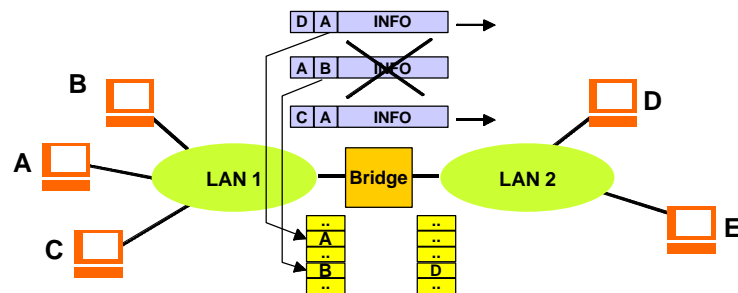 D A INFO
A B INFO
C A INFO
B
D
A
LAN 1
Bridge
LAN 2
C
E
.. ..
A ..
.. ..
B D
.. ..